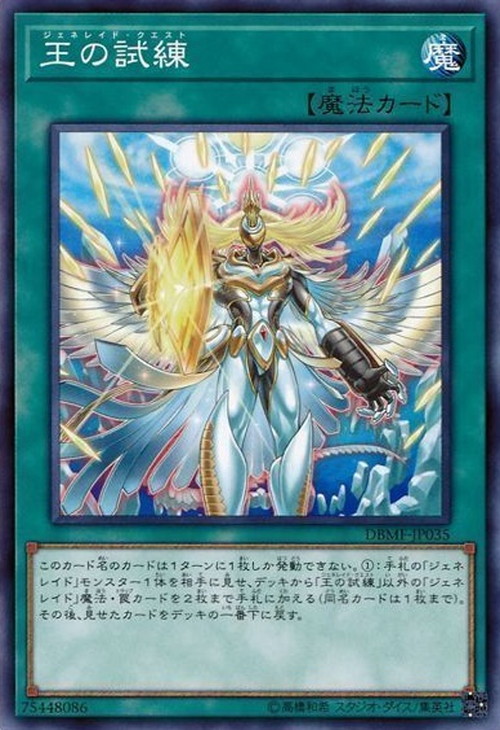 ジェネレイド・クエスト
王の試練
魔
ま ほう
【魔法カード】
DBMF-JP035
このカード名のカードは1ターンに1枚しか発動できない。①:手札の「ジェネ
レイド」モンスター1体を相手に見せ、デッキから「王の試練」以外の「ジェネ
レイド」魔法・罠カードを2枚まで手札に加える(同名カードは1枚まで)。
その後、見せたカードをデッキの一番下に戻す。
75448086
©高橋和希 スタジオ・ダイス/集英社